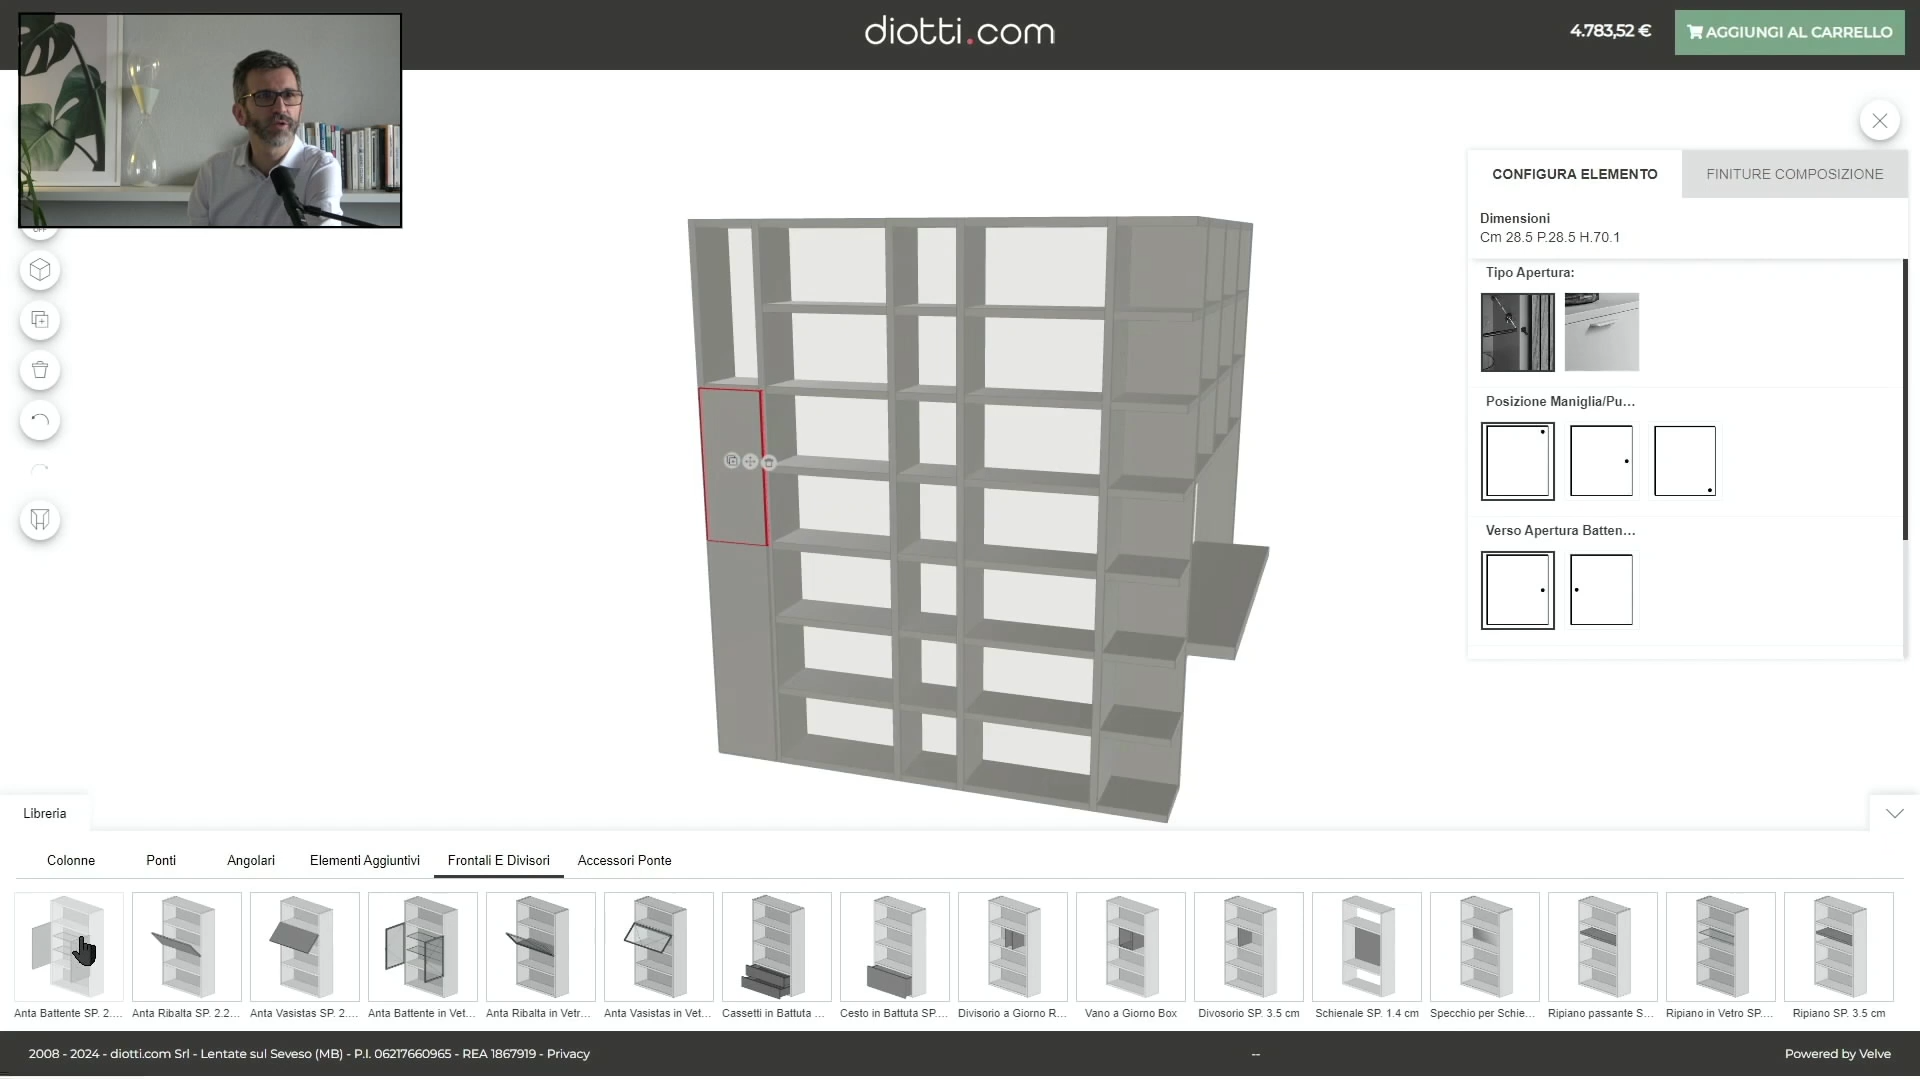 diotti.com
4.783,52 €
AGGIUNGI AL CARRELLO
CONFIGURA ELEMENTO
FINITURE COMPOSIZIONE
Dimensioni
Cm 28.5 P.28.5 H.70.1
Tipo Apertura:
Posizione Maniglia/Pu...
Verso Apertura Batten...
Libreria
Colonne
Ponti
Angolari
Elementi Aggiuntivi
Frontali E Divisori
Accessori Ponte
Anta Battente SP. 2....
Anta Ribalta SP. 2.2...
Anta Vasistas SP. 2....
Anta Battente in Vet...
Anta Ribalta in Vetr...
Anta Vasistas in Vet...
Cassetti in Battuta ...
Cesto in Battuta SP....
Divisorio a Giorno R...
Vano a Giorno Box
Divosorio SP. 3.5 cm
Schienale SP. 1.4 cm
Specchio per Schie...
Ripiano passante S...
Ripiano in Vetro SP....
Ripiano SP. 3.5 cm
2008 - 2024 - diotti.com Srl - Lentate sul Seveso (MB) - P.I. 06217660965 - REA 1867919 - Privacy
--
Powered by Velve